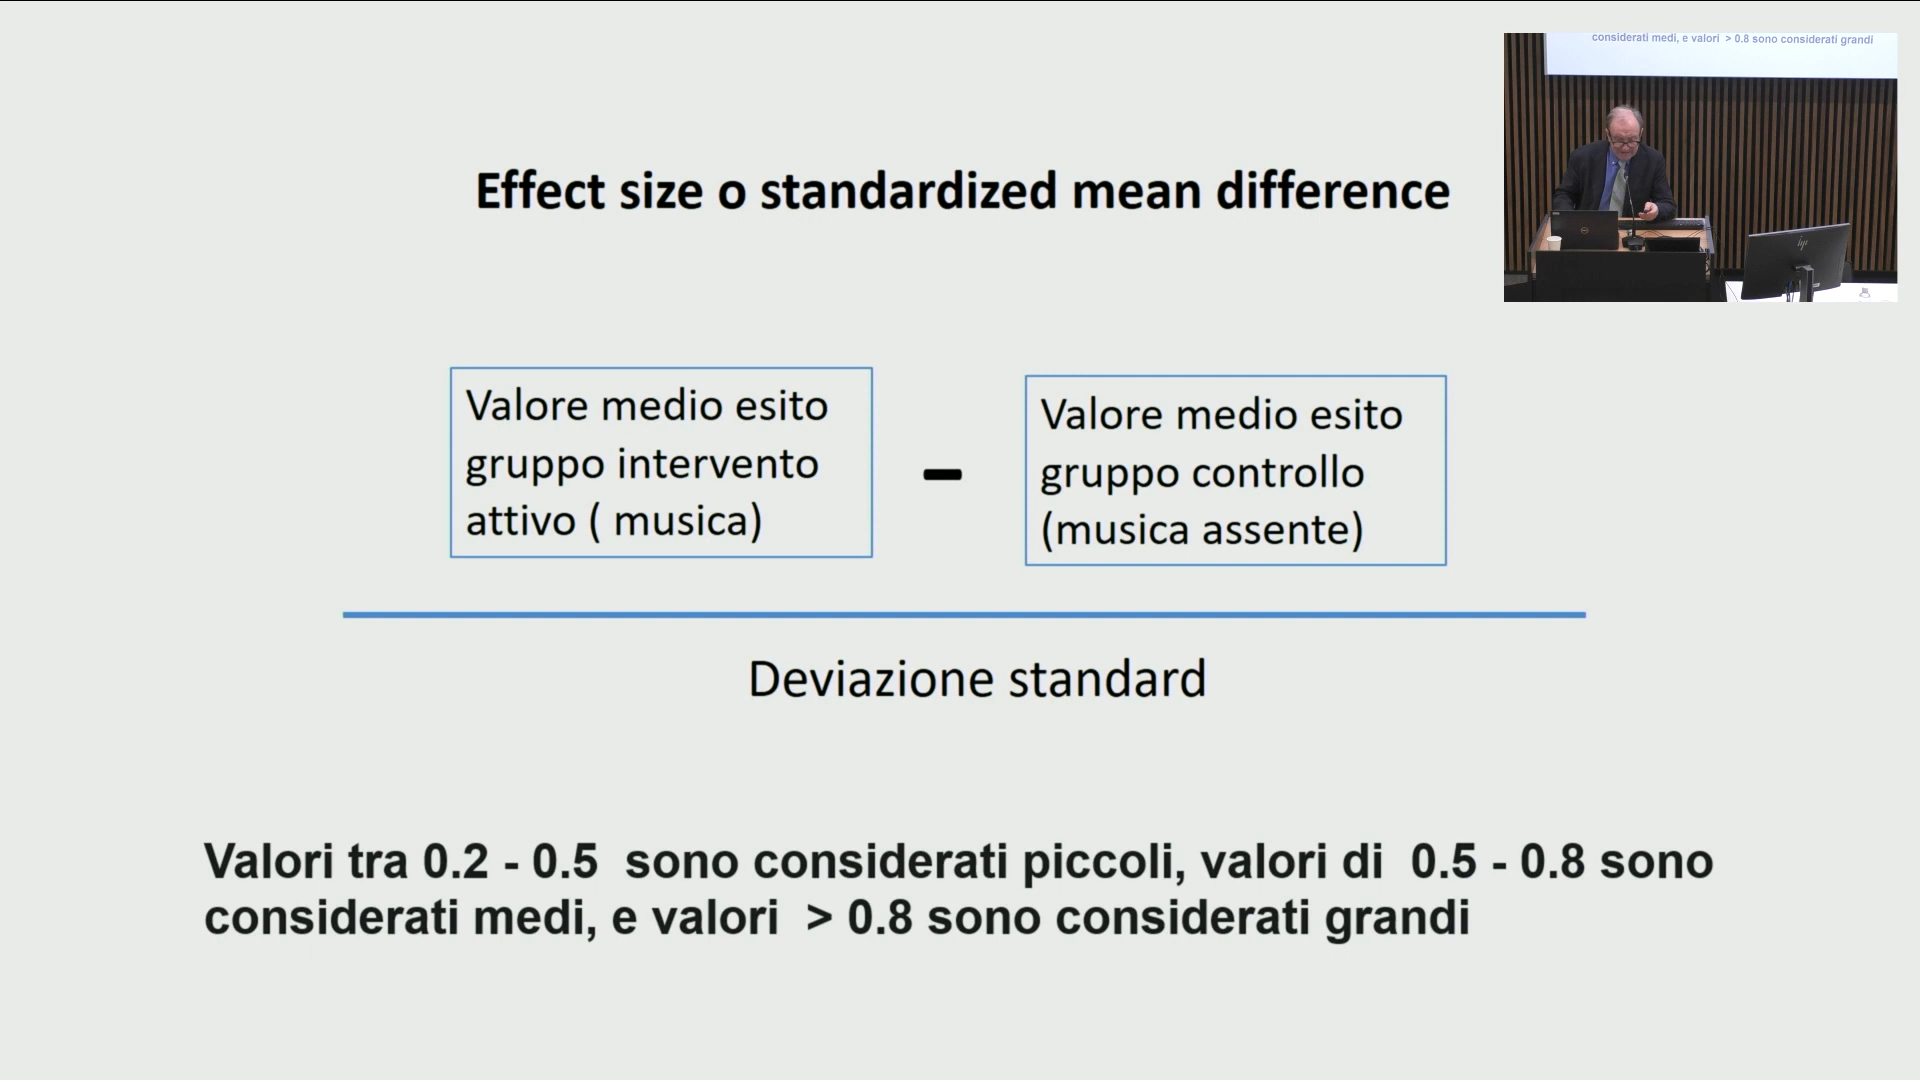 considerati medi, e valori > 0.8 sono considerati grandi
Effect size o standardized mean difference
Valore medio esito
gruppo intervento
attivo ( musica)
-
Valore medio esito
gruppo controllo
(musica assente)
Deviazione standard
Valori tra 0.2 - 0.5 sono considerati piccoli, valori di 0.5 - 0.8 sono
considerati medi, e valori > 0.8 sono considerati grandi